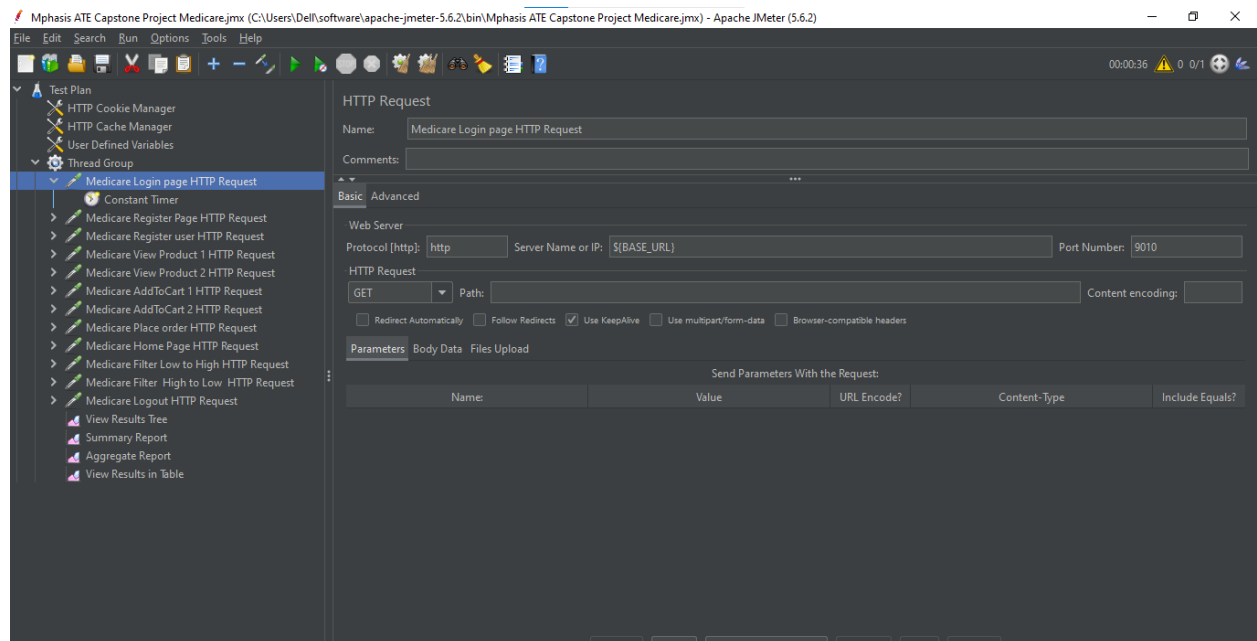 Mphasis ATE Capstone Project Medicare.jmx (C:\Users\Dell\software\apache-jmeter-5.6.2\bin\Mphasis ATE Capstone Project Medicare.jmx) - Apache JMeter (5.6.2)
File Edit Search Run Options Tools Help
00:00:36 0 0/1
Test Plan
HTTP Cookie Manager
HTTP Cache Manager
User Defined Variables
Thread Group
Medicare Login page HTTP Request
Constant Timer
Medicare Register Page HTTP Request
Medicare Register user HTTP Request
Medicare View Product 1 HTTP Request
Medicare View Product 2 HTTP Request
Medicare AddToCart 1 HTTP Request
Medicare AddToCart 2 HTTP Request
Medicare Place order HTTP Request
Medicare Home Page HTTP Request
Medicare Filter Low to High HTTP Request
Medicare Filter High to Low HTTP Request
Medicare Logout HTTP Request
View Results Tree
Summary Report
Aggregate Report
View Results in Table
HTTP Request
Name: Medicare Login page HTTP Request
Comments:
Basic Advanced
Web Server
Protocol [http]: http Server Name or IP: ${BASE_URL} Port Number: 9010
HTTP Request
GET Path: Content encoding:
Redirect Automatically Follow Redirects Use KeepAlive Use multipart/form-data Browser-compatible headers
Parameters Body Data Files Upload
Send Parameters With the Request:
Name: Value URL Encode? Content-Type Include Equals?